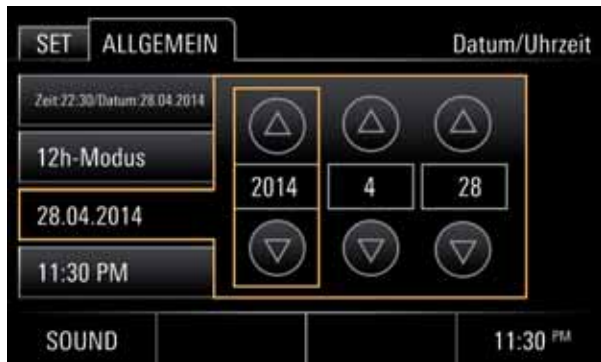 SET ALLGEMEIN Datum/Uhrzeit
Zeit:22:30/Datum:28.04.2014
12h-Modus
2014 4 28
28.04.2014
11:30 PM
SOUND 11:30 PM